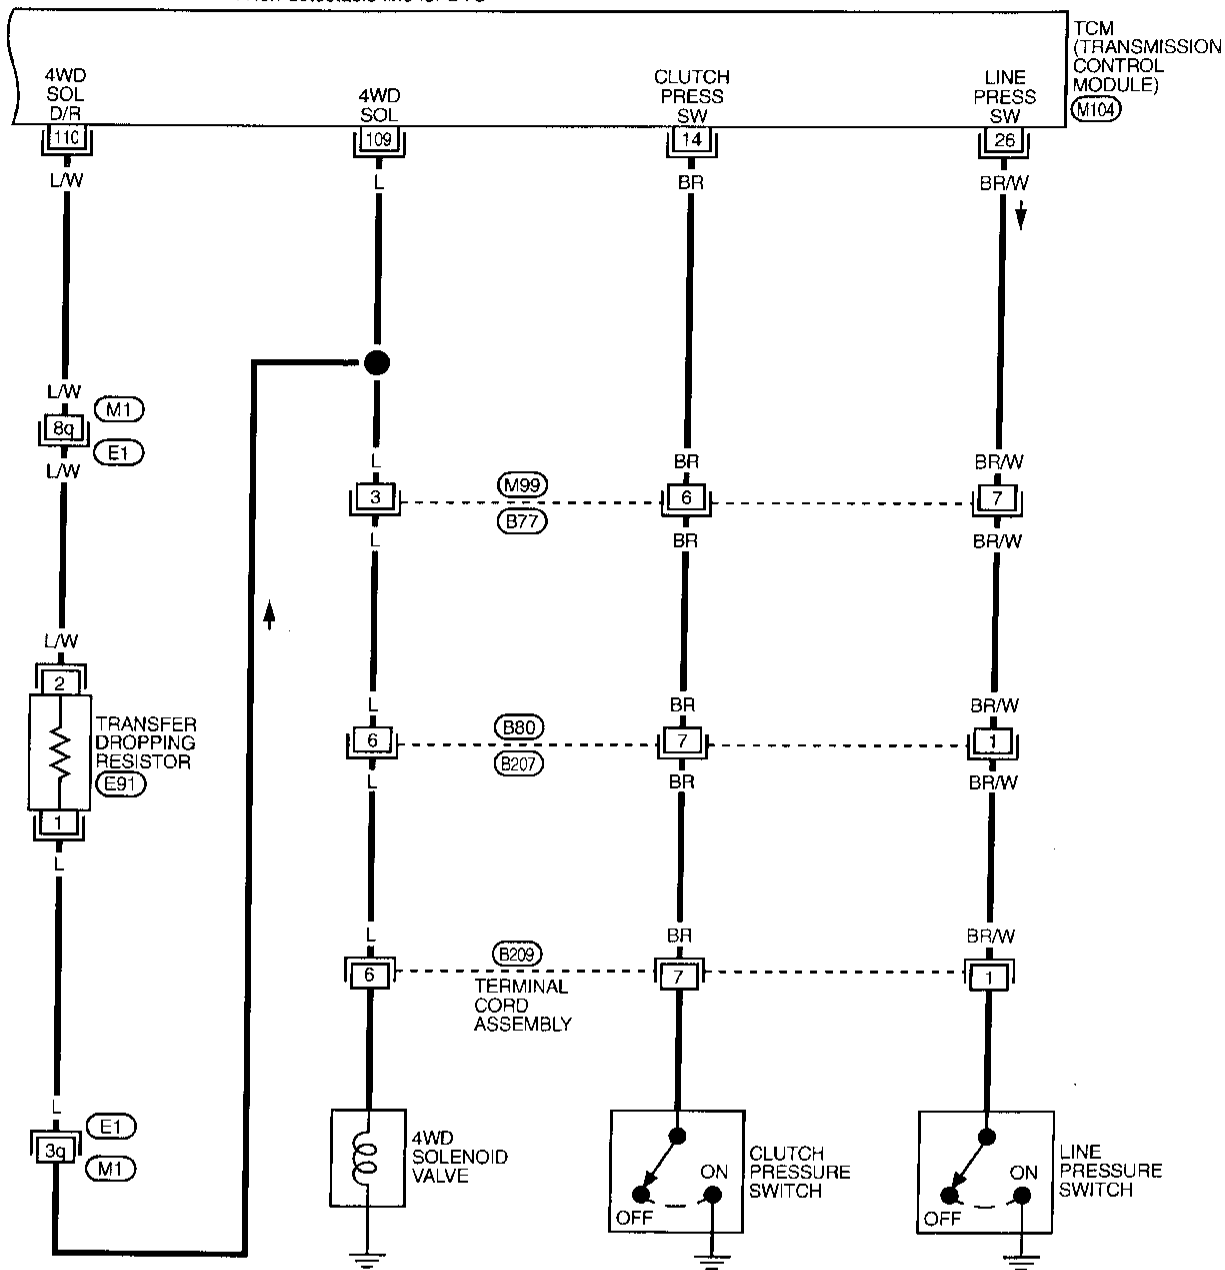 TCM
(TRANSMISSION
CONTROL
MODULE)
M104
4WD
SOL
D/R
4WD
SOL
CLUTCH
PRESS
SW
LINE
PRESS
SW
110 109 14 26
L/W L BR BR/W
L/W
8q M1
E1
L/W
L BR BR/W
3 M99 6 7
B77
L BR BR/W
L/W
2
TRANSFER
DROPPING
RESISTOR
E91
1
L
L BR BR/W
6 B80 7 1
B207
L BR BR/W
L BR BR/W
6 B209 7 1
TERMINAL
CORD
ASSEMBLY
L
3q E1
M1
4WD
SOLENOID
VALVE
ON
OFF
CLUTCH
PRESSURE
SWITCH
ON
OFF
LINE
PRESSURE
SWITCH